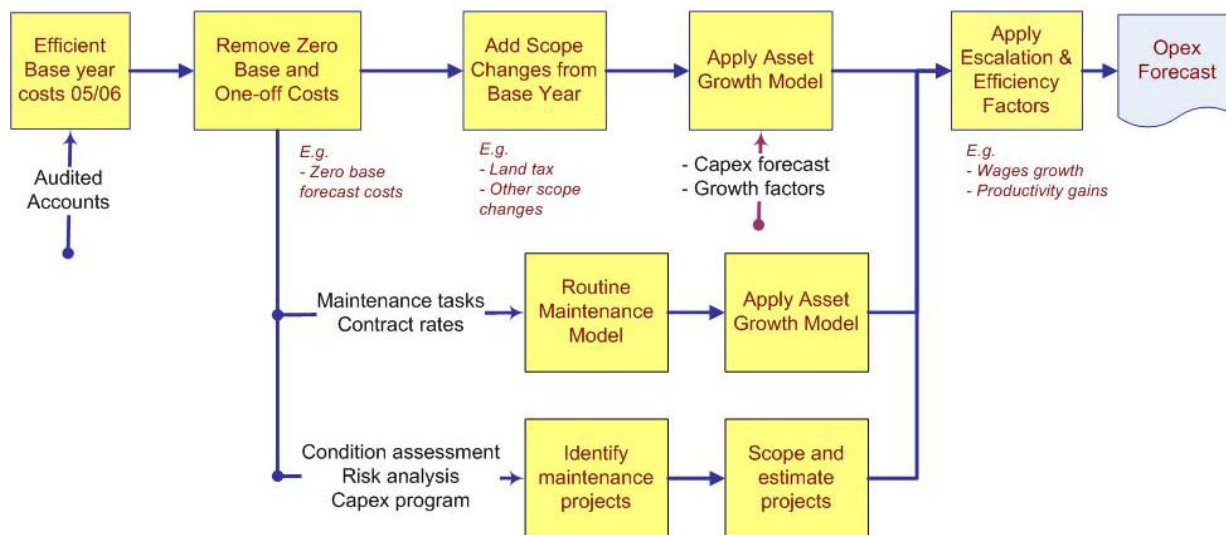 Efficient
Base year
costs 05/06
Remove Zero
Base and
One-off Costs
Add Scope
Changes from
Base Year
Apply Asset
Growth Model
Apply
Escalation &
Efficiency
Factors
Opex
Forecast
Audited
Accounts
E.g.
- Zero base
forecast costs
E.g.
- Land tax
- Other scope
changes
- Capex forecast
- Growth factors
E.g.
- Wages growth
- Productivity gains
Maintenance tasks
Contract rates
Routine
Maintenance
Model
Apply Asset
Growth Model
Condition assessment
Risk analysis
Capex program
Identify
maintenance
projects
Scope and
estimate
projects